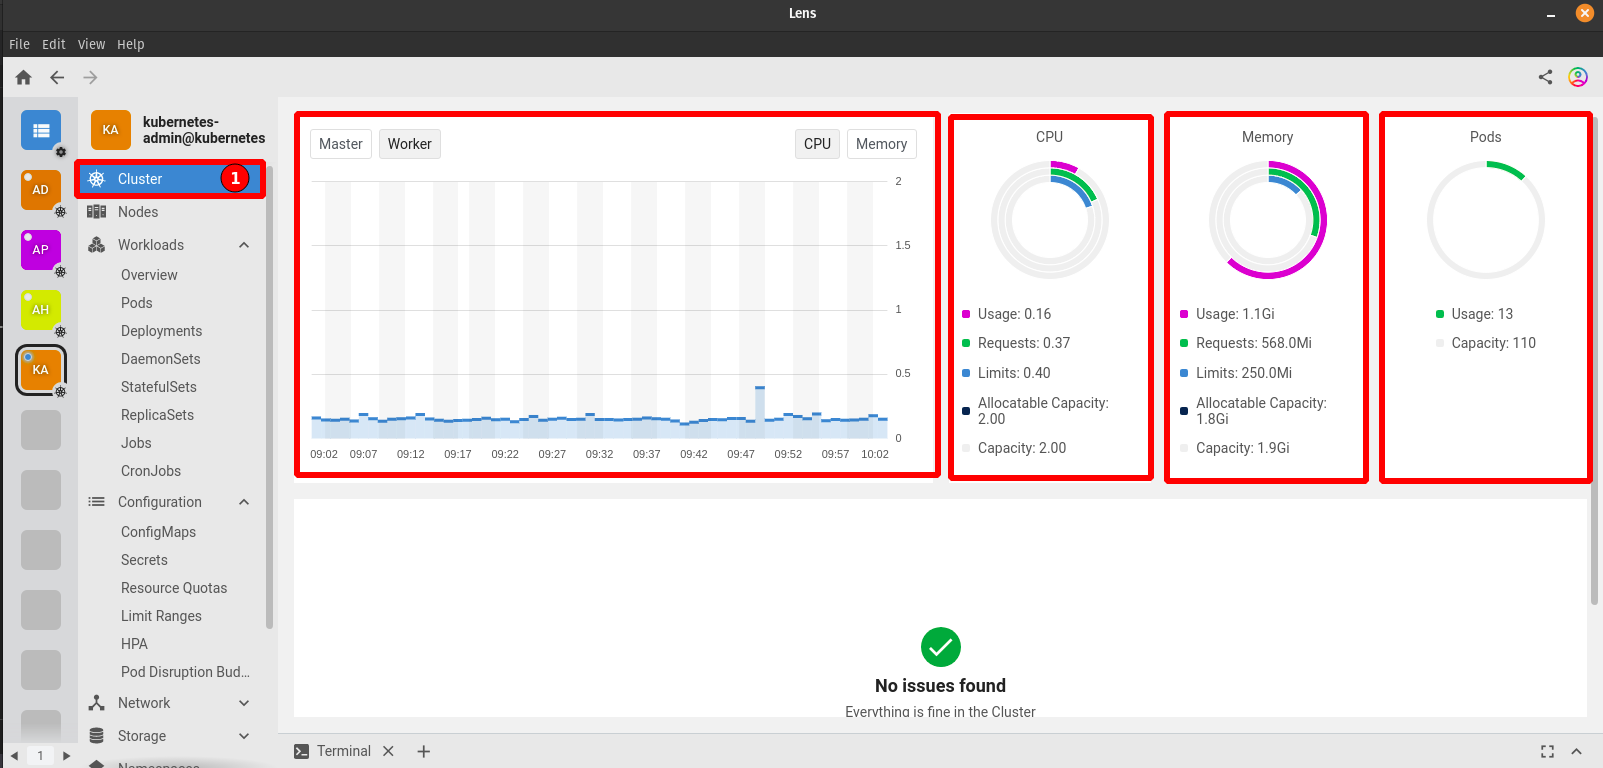 Lens
File Edit View Help
KA
kubernetes-
admin@kubernetes
AD
AP
AH
KA
1
Cluster
1
Nodes
Workloads
Overview
Pods
Deployments
DaemonSets
StatefulSets
ReplicaSets
Jobs
CronJobs
Configuration
ConfigMaps
Secrets
Resource Quotas
Limit Ranges
HPA
Pod Disruption Bud...
Network
Storage
Namespaces
Master Worker CPU Memory
2
1.5
1
0.5
0
09:02 09:07 09:12 09:17 09:22 09:27 09:32 09:37 09:42 09:47 09:52 09:57 10:02
CPU
Usage: 0.16
Requests: 0.37
Limits: 0.40
Allocatable Capacity:
2.00
Capacity: 2.00
Memory
Usage: 1.1Gi
Requests: 568.0Mi
Limits: 250.0Mi
Allocatable Capacity:
1.8Gi
Capacity: 1.9Gi
Pods
Usage: 13
Capacity: 110
No issues found
Everything is fine in the Cluster
Terminal